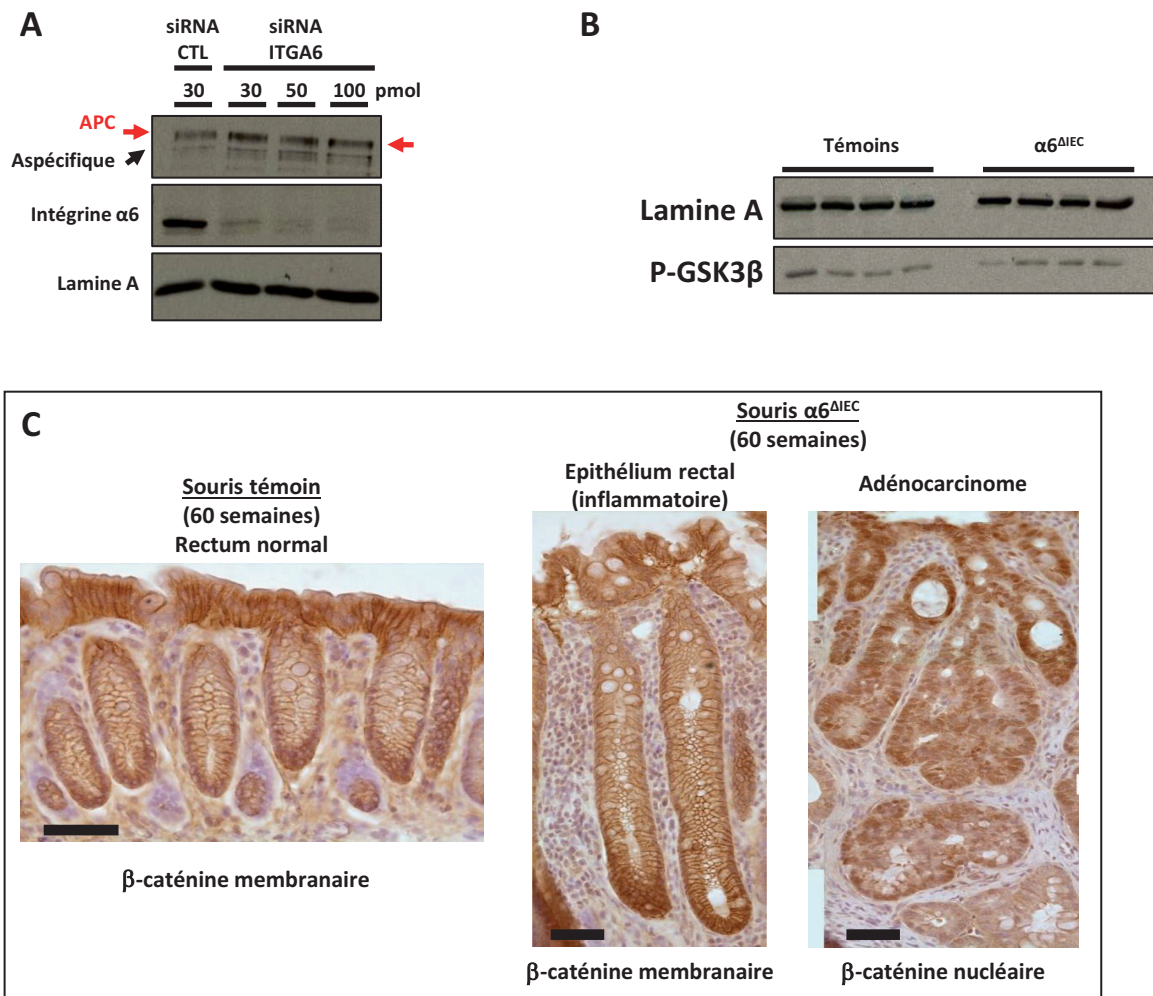 A
siRNA
CTL
siRNA
ITGA6
30
30
50
100
pmol
APC
Aspécifique
Intégrine α6
Lamine A
B
Témoins
α6ΔIEC
Lamine A
P-GSK3β
C
Souris témoin
(60 semaines)
Rectum normal
β-caténine membranaire
Souris α6ΔIEC
(60 semaines)
Epithélium rectal
(inflammatoire)
β-caténine membranaire
Adénocarcinome
β-caténine nucléaire